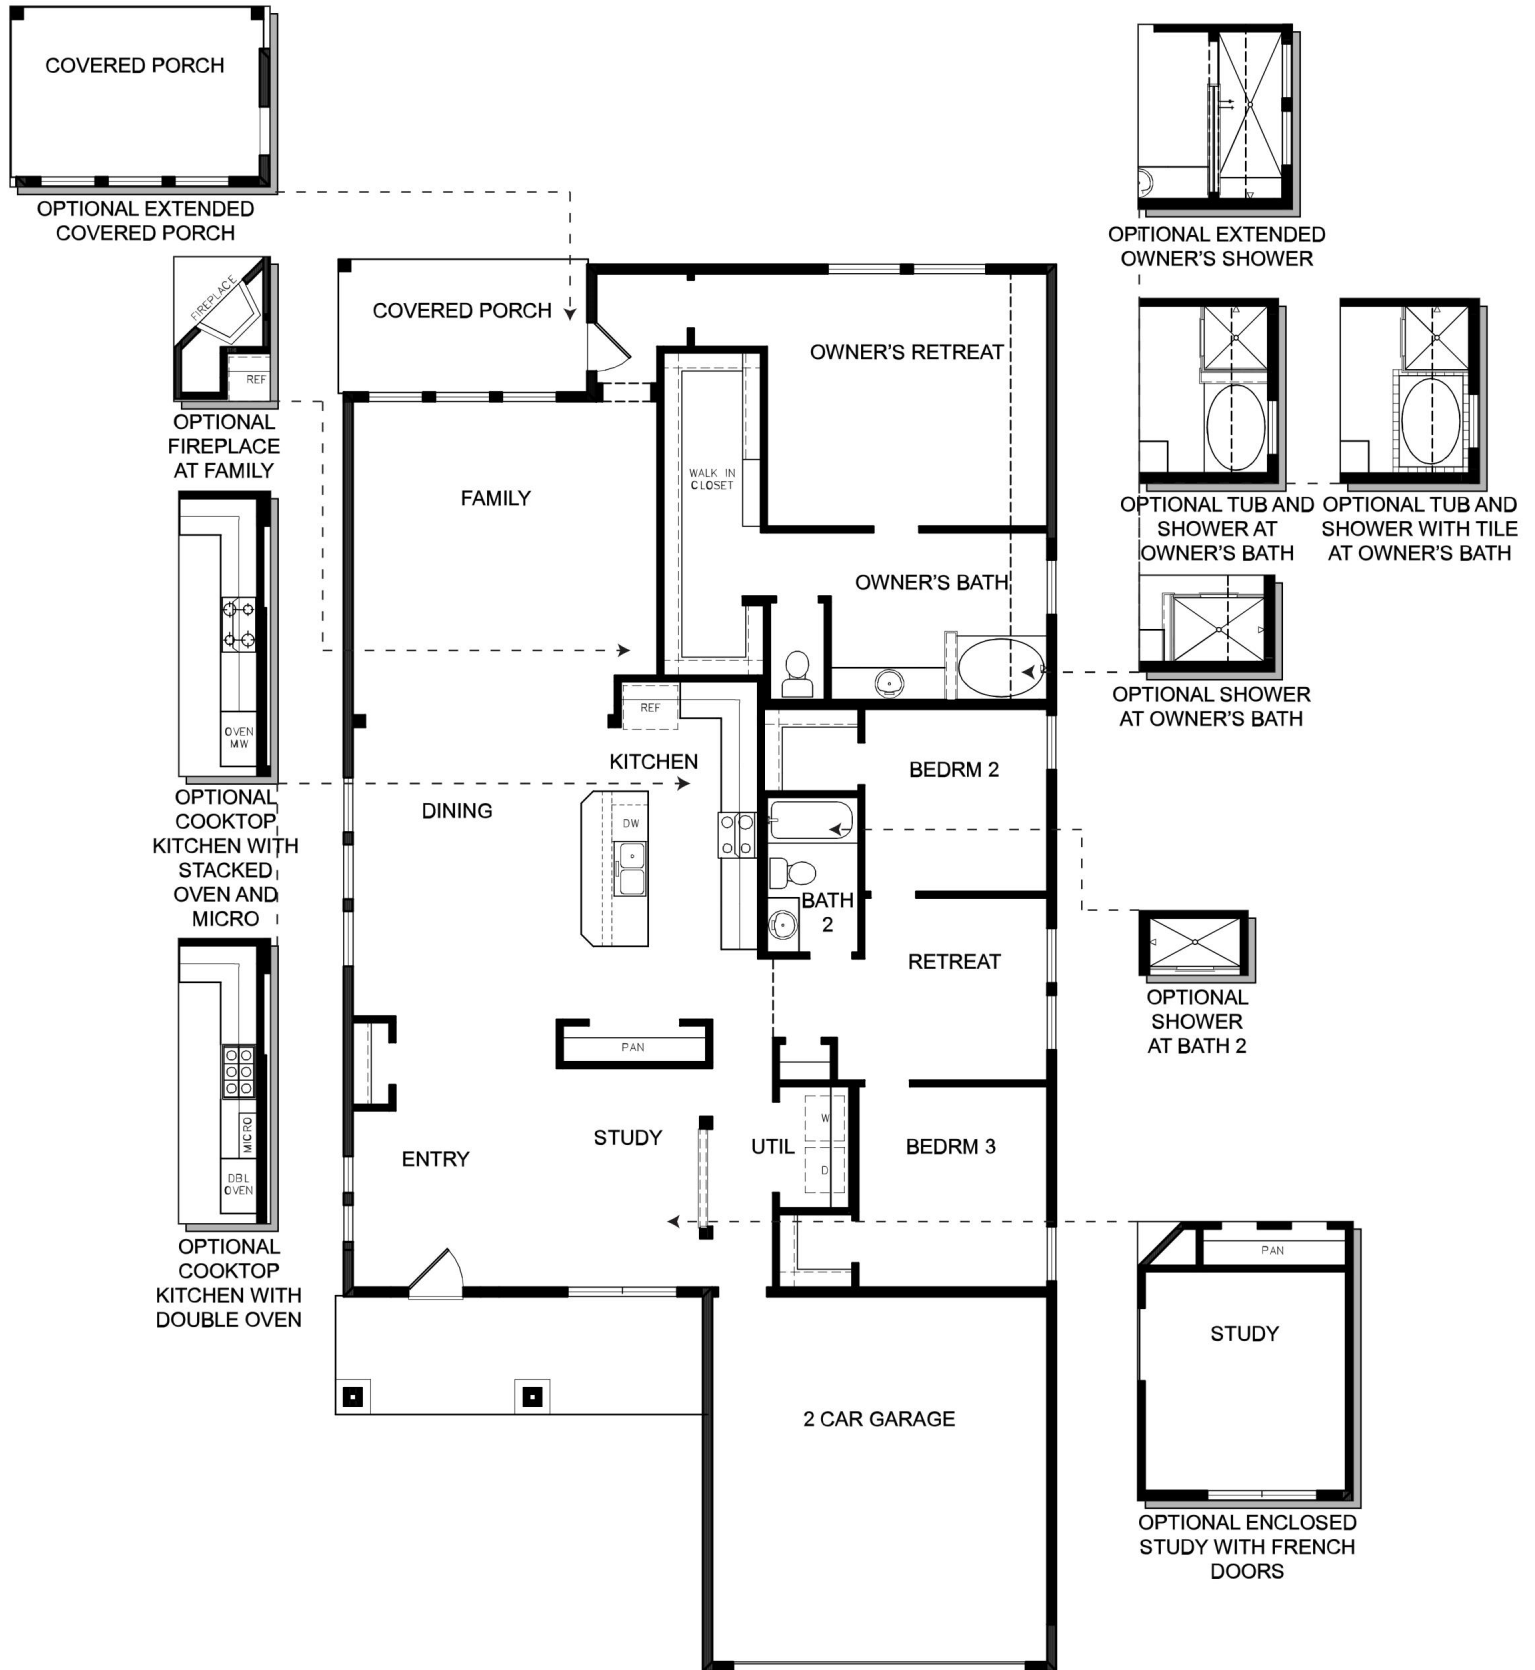 COVERED PORCH
OPTIONAL EXTENDED
COVERED PORCH
FIREPLACE
REF
OPTIONAL
FIREPLACE
AT FAMILY
OVEN
MW
OPTIONAL
COOKTOP
KITCHEN WITH
STACKED
OVEN AND
MICRO
MICRO
DBL
OVEN
OPTIONAL
COOKTOP
KITCHEN WITH
DOUBLE OVEN
COVERED PORCH
OWNER'S RETREAT
WALK IN
CLOSET
FAMILY
OWNER'S BATH
REF
KITCHEN
BEDRM 2
DINING
DW
BATH
2
RETREAT
PAN
W
STUDY
UTIL
BEDRM 3
ENTRY
D
2 CAR GARAGE
OPTIONAL EXTENDED
OWNER'S SHOWER
OPTIONAL TUB AND
SHOWER AT
OWNER'S BATH
OPTIONAL TUB AND
SHOWER WITH TILE
AT OWNER'S BATH
OPTIONAL SHOWER
AT OWNER'S BATH
OPTIONAL
SHOWER
AT BATH 2
PAN
STUDY
OPTIONAL ENCLOSED
STUDY WITH FRENCH
DOORS